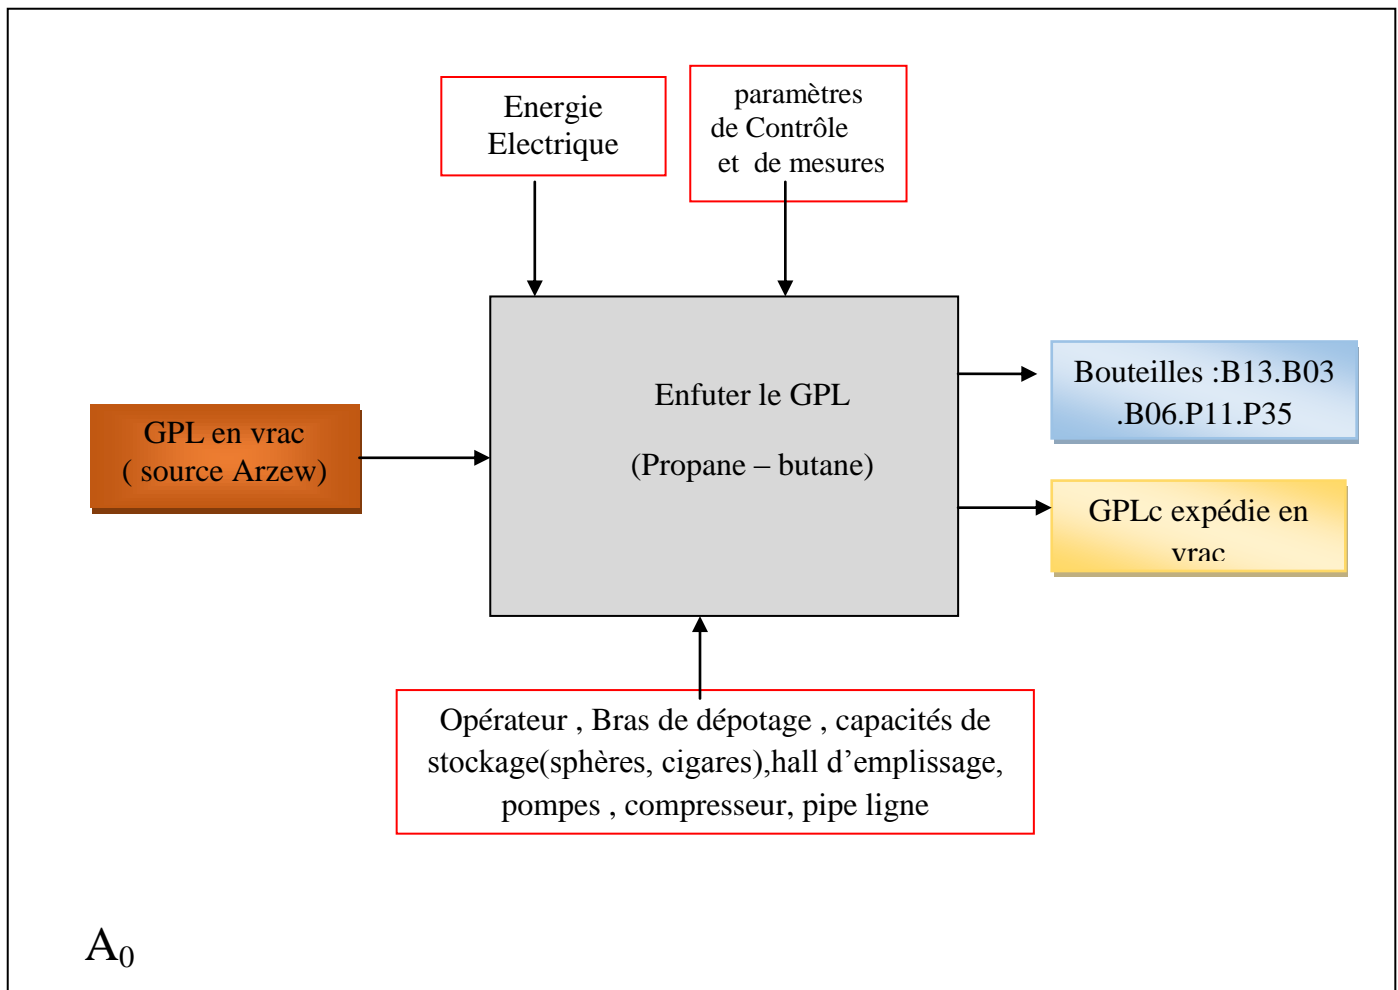 Energie
Electrique
paramètres
de Contrôle
et de mesures
GPL en vrac
( source Arzew)
Enfuter le GPL
(Propane – butane)
Bouteilles :B13.B03
.B06.P11.P35
GPLc expédie en
vrac
Opérateur , Bras de dépotage , capacités de
stockage(sphères, cigares),hall d’emplissage,
pompes , compresseur, pipe ligne
A0